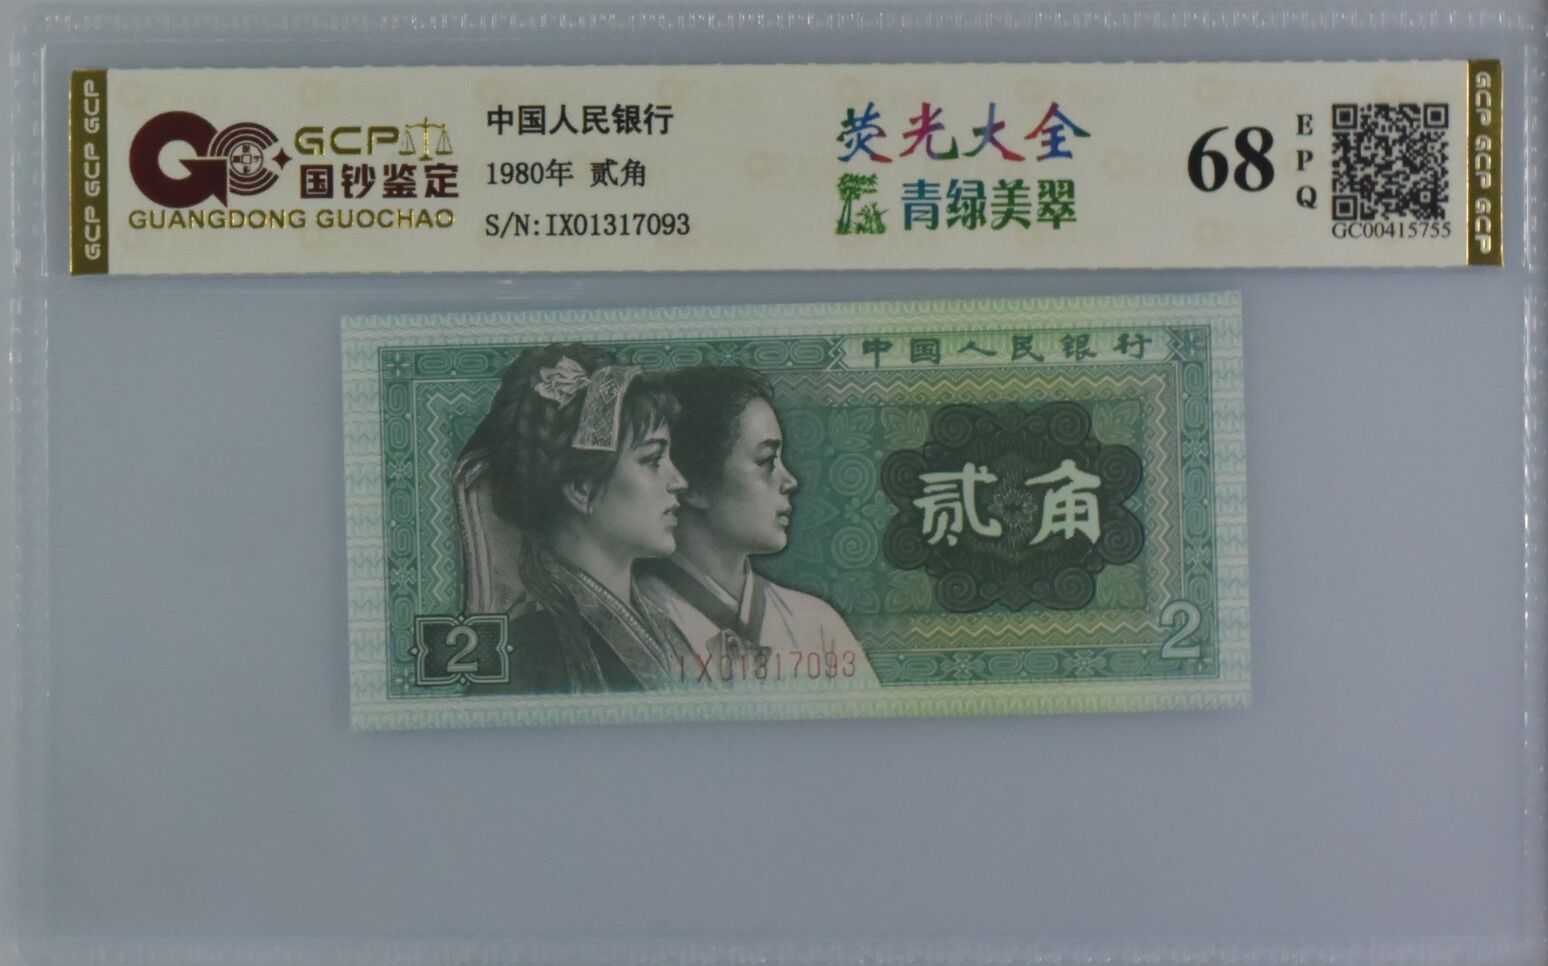 GCP GCP GCP
GCP
国钞鉴定
GUANGDONG GUOCHAO
中国人民银行
1980年 贰角
S/N:IX01317093
荧光大全
青绿美翠
68
EPQ
GC00415755
GCP GCP GCP
中国人民银行
贰角
2
2
IX01317093